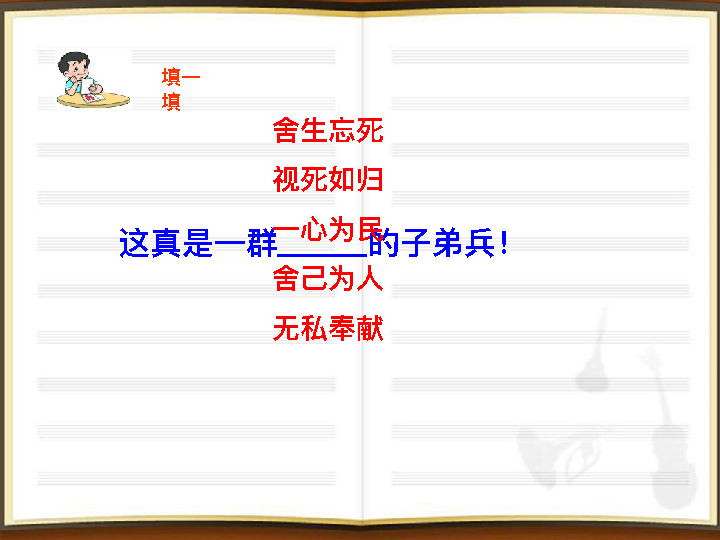 填一
填
舍生忘死
视死如归
一心为民
这真是一群______的子弟兵！
舍己为人
无私奉献